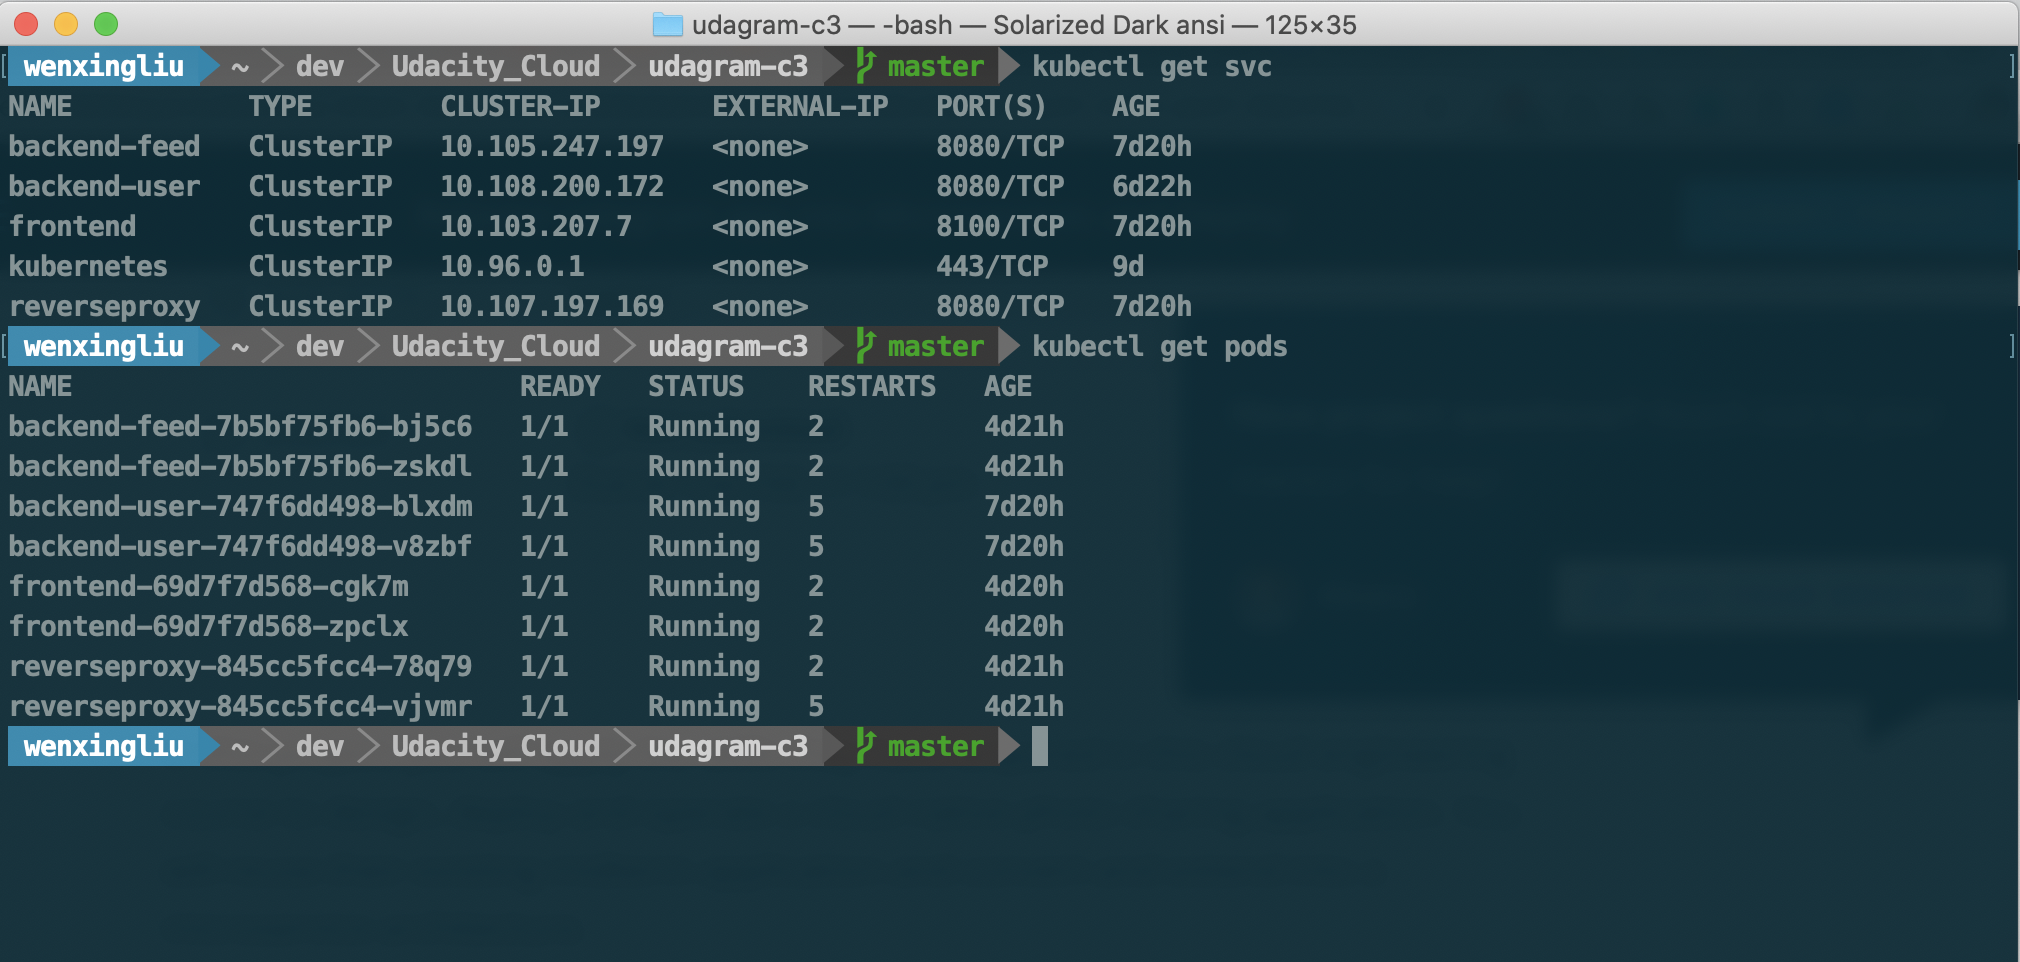 udagram-c3 — -bash — Solarized Dark ansi — 125×35
wenxingliu ~ dev Udacity_Cloud udagram-c3 master kubectl get svc
NAME TYPE CLUSTER-IP EXTERNAL-IP PORT(S) AGE
backend-feed ClusterIP 10.105.247.197 <none> 8080/TCP 7d20h
backend-user ClusterIP 10.108.200.172 <none> 8080/TCP 6d22h
frontend ClusterIP 10.103.207.7 <none> 8100/TCP 7d20h
kubernetes ClusterIP 10.96.0.1 <none> 443/TCP 9d
reverseproxy ClusterIP 10.107.197.169 <none> 8080/TCP 7d20h
wenxingliu ~ dev Udacity_Cloud udagram-c3 master kubectl get pods
NAME READY STATUS RESTARTS AGE
backend-feed-7b5bf75fb6-bj5c6 1/1 Running 2 4d21h
backend-feed-7b5bf75fb6-zskdl 1/1 Running 2 4d21h
backend-user-747f6dd498-blxdm 1/1 Running 5 7d20h
backend-user-747f6dd498-v8zbf 1/1 Running 5 7d20h
frontend-69d7f7d568-cgk7m 1/1 Running 2 4d20h
frontend-69d7f7d568-zpclx 1/1 Running 2 4d20h
reverseproxy-845cc5fcc4-78q79 1/1 Running 2 4d21h
reverseproxy-845cc5fcc4-vjvmr 1/1 Running 5 4d21h
wenxingliu ~ dev Udacity_Cloud udagram-c3 master